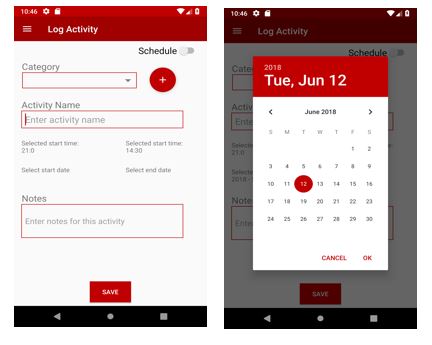 10:46
Log Activity
Schedule
Category
+
Activity Name
Enter activity name
Selected start time: Selected start time:
21:0 14:30
Select start date Select end date
Notes
Enter notes for this activity
SAVE
10:46
Log Activity
Schedule
Cate
Activ
Ente
Selected
21:0
Selected
2018 -
Note
Ente
SAVE
2018
Tue, Jun 12
June 2018
S M T W T F S
1 2
3 4 5 6 7 8 9
10 11 12 13 14 15 16
17 18 19 20 21 22 23
24 25 26 27 28 29 30
CANCEL OK